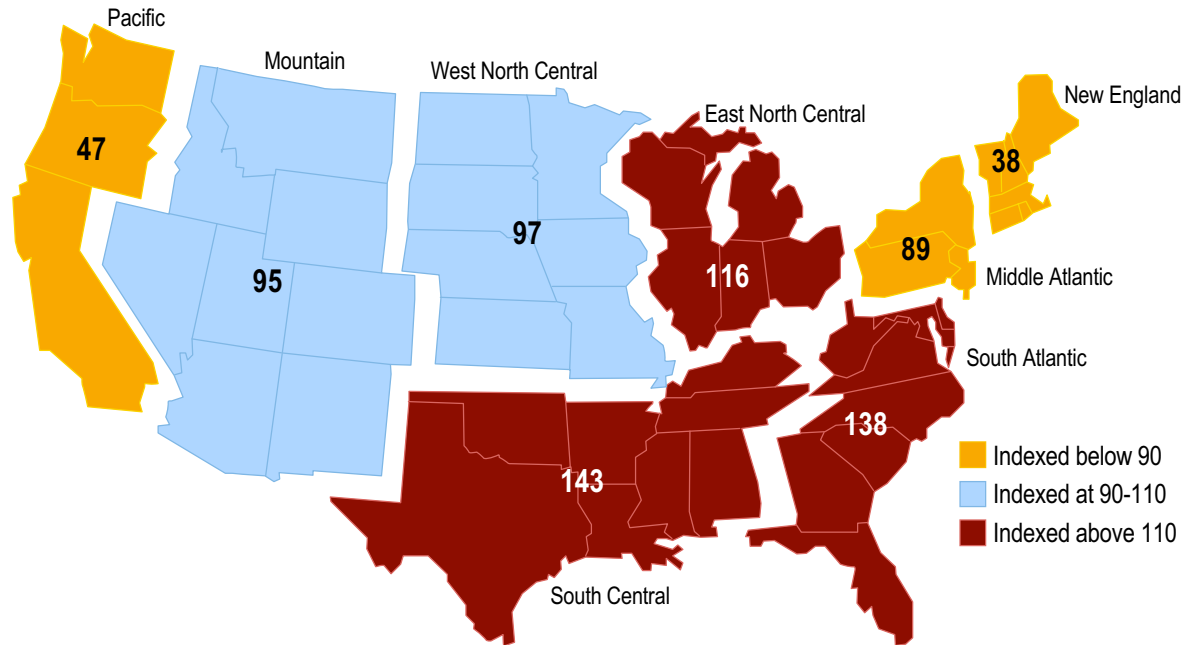 Pacific
Mountain
West North Central
East North Central
New England
47
38
97
89
95
116
Middle Atlantic
South Atlantic
138
143
South Central
Indexed below 90
Indexed at 90-110
Indexed above 110